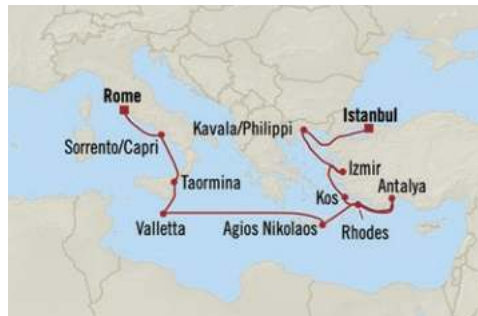 Rome
Istanbul
Kavala/Philippi
Sorrento/Capri
Izmir
Taormina
Antalya
Kos
Valletta
Agios Nikolaos
Rhodes